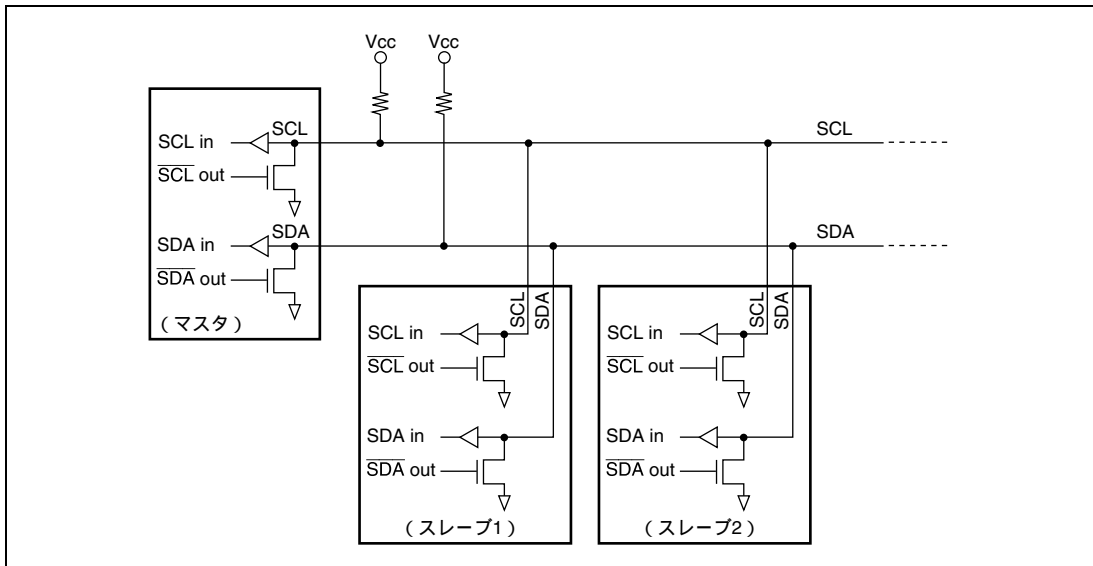 Vcc Vcc
SCL
SCL in
SCL out
SDA
SDA in
SDA out
(マスタ)
SCL
SDA
SCL
SDA
SCL in
SCL out
SDA in
SDA out
(スレーブ1)
SCL
SDA
SCL in
SCL out
SDA in
SDA out
(スレーブ2)